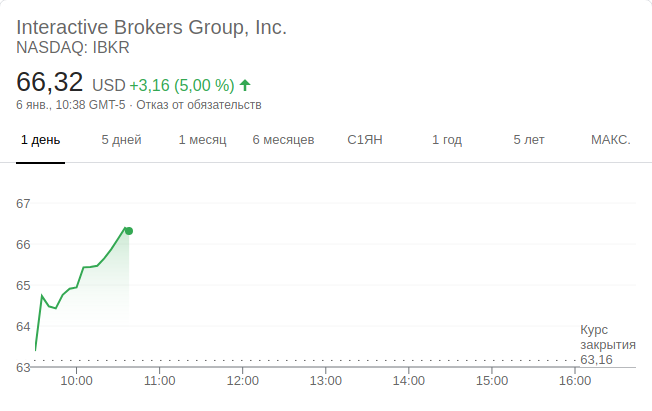 Interactive Brokers Group, Inc.
NASDAQ: IBKR
66,32 USD +3,16 (5,00 %)
6 янв., 10:38 GMT-5 · Отказ от обязательств
1 день 5 дней 1 месяц 6 месяцев С1ЯН 1 год 5 лет МАКС.
67
66
65
64
63
Курс
закрытия
63,16
10:00 11:00 12:00 13:00 14:00 15:00 16:00